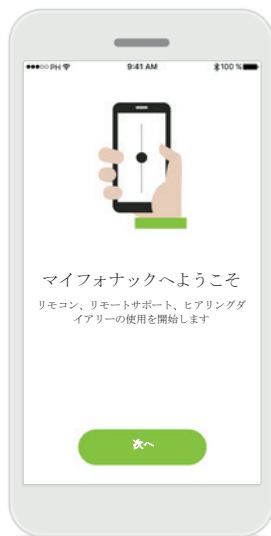 PH 9:41 AM 100 %
マイフォナックへようこそ
リモコン、リモートサポート、ヒアリングダ
イアリーの使用を開始します
次へ